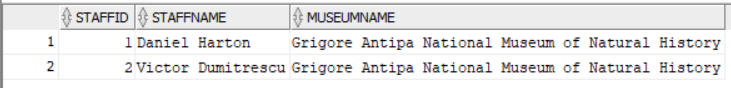 STAFFID STAFFNAME MUSEUMNAME
1 1 Daniel Harton Grigore Antipa National Museum of Natural History
2 2 Victor Dumitrescu Grigore Antipa National Museum of Natural History